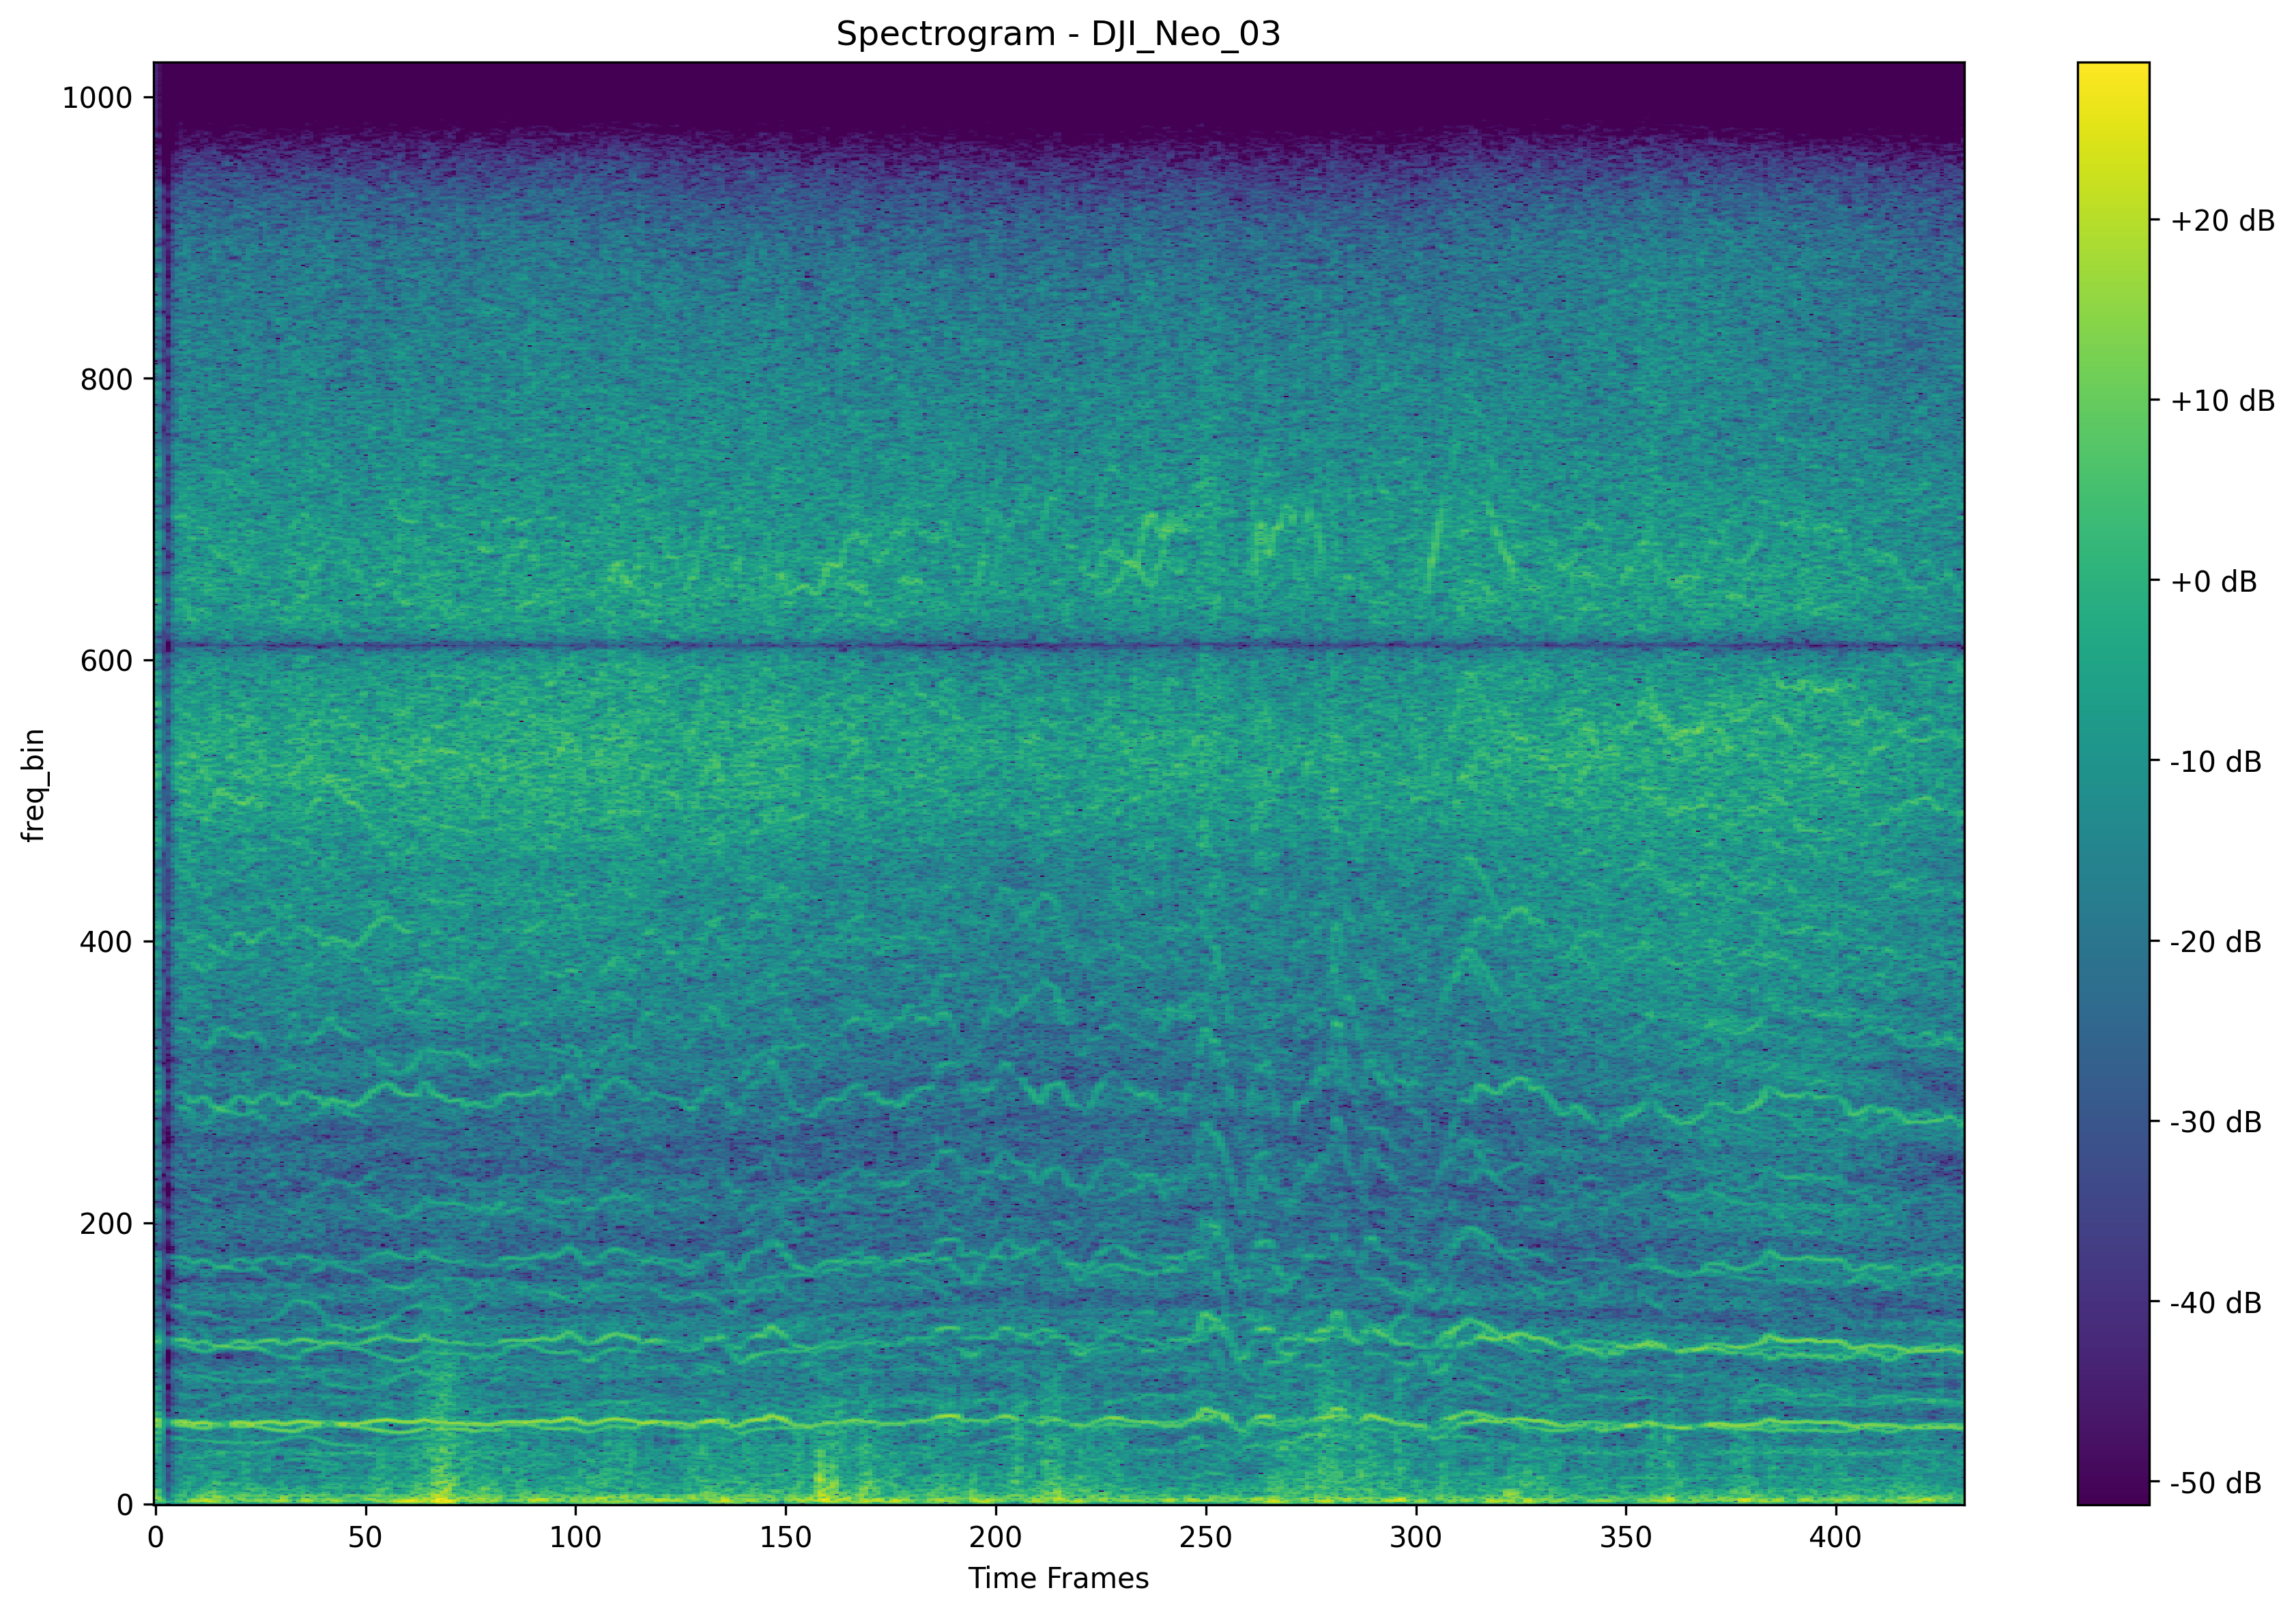 Spectrogram - DJI_Neo_03
1000
800
600
400
200
0
freq_bin
0 50 100 150 200 250 300 350 400
Time Frames
+20 dB
+10 dB
+0 dB
-10 dB
-20 dB
-30 dB
-40 dB
-50 dB